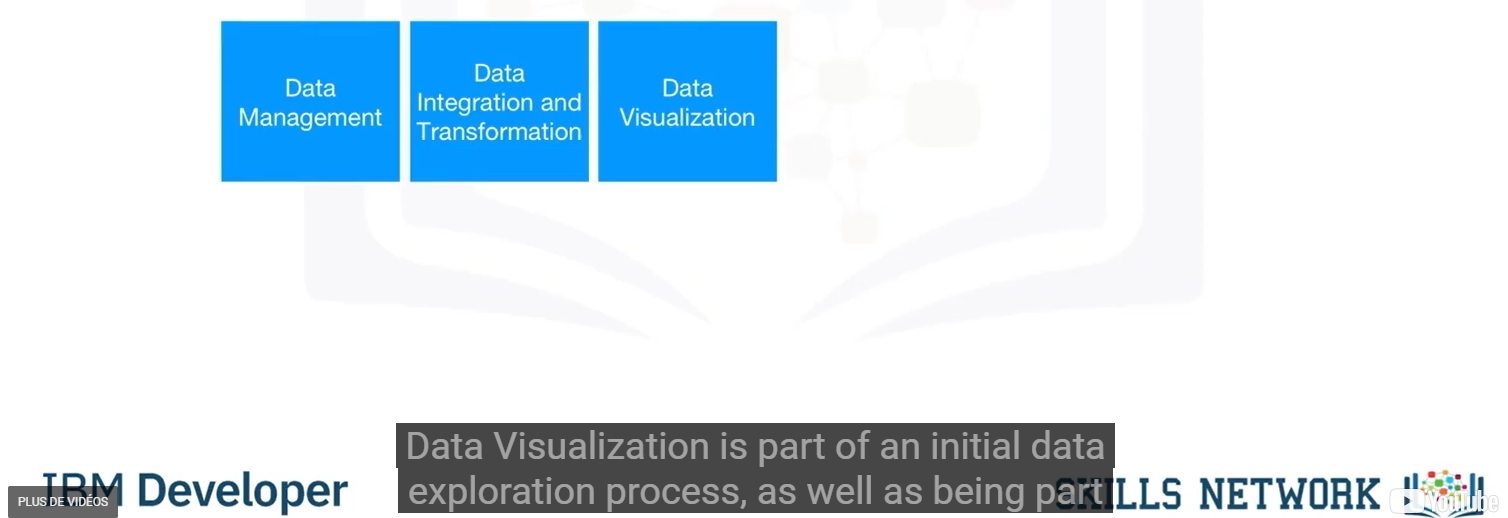 Data
Management
Data
Integration and
Transformation
Data
Visualization
Data Visualization is part of an initial data
exploration process, as well as being part
IBM Developer
PLUS DE VIDÉOS
SKILLS NETWORK
YouTube